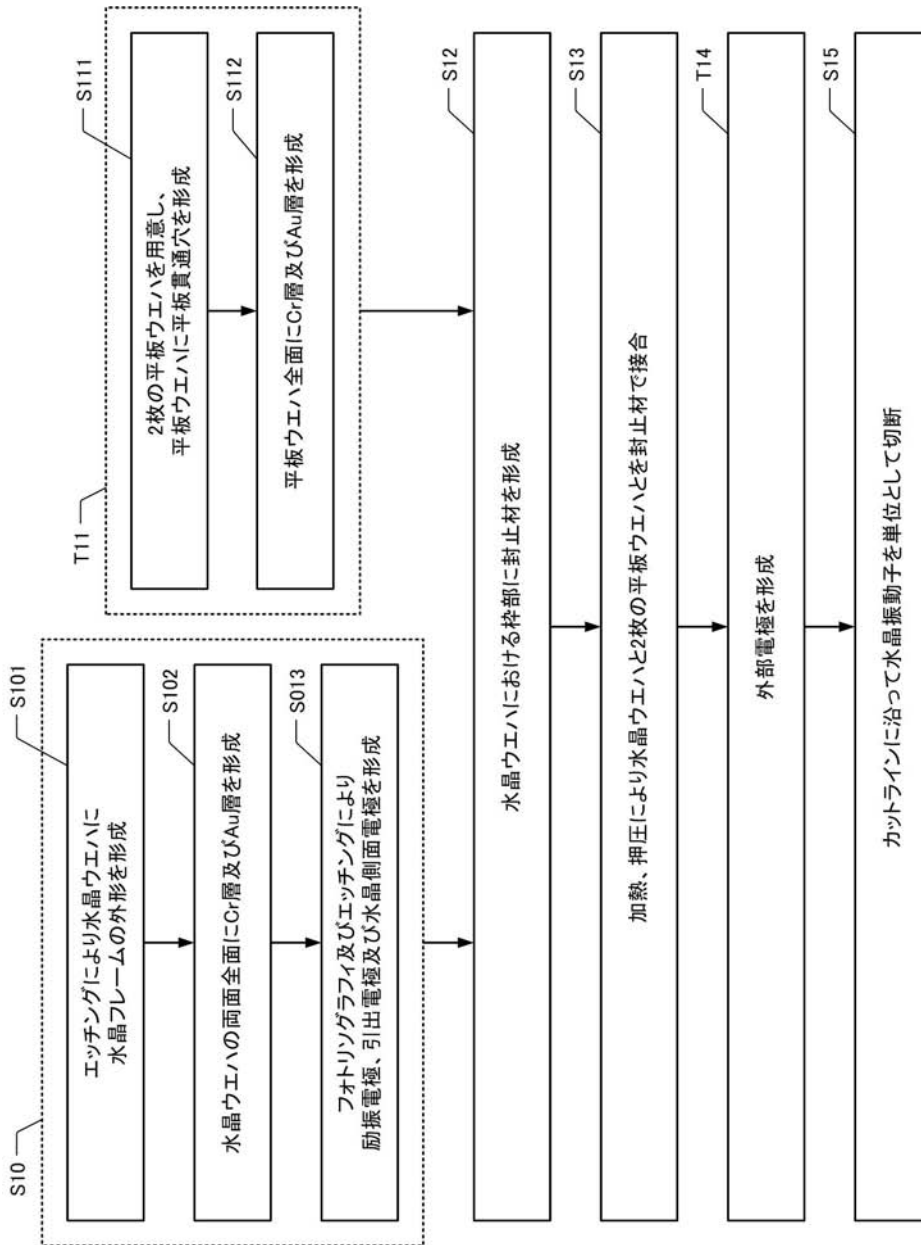 S10
S101
エッチングにより水晶ウエハに
水晶フレームの外形を形成
S102
水晶ウエハの両面全面にCr層及びAu層を形成
S013
フォトリソグラフィ及びエッチングにより
励振電極、引出電極及び水晶側面電極を形成
T11
S111
2枚の平板ウエハを用意し、
平板ウエハに平板貫通穴を形成
S112
平板ウエハ全面にCr層及びAu層を形成
S12
水晶ウエハにおける枠部に封止材を形成
S13
加熱、押圧により水晶ウエハと2枚の平板ウエハとを封止材で接合
T14
外部電極を形成
S15
カットラインに沿って水晶振動子を単位として切断